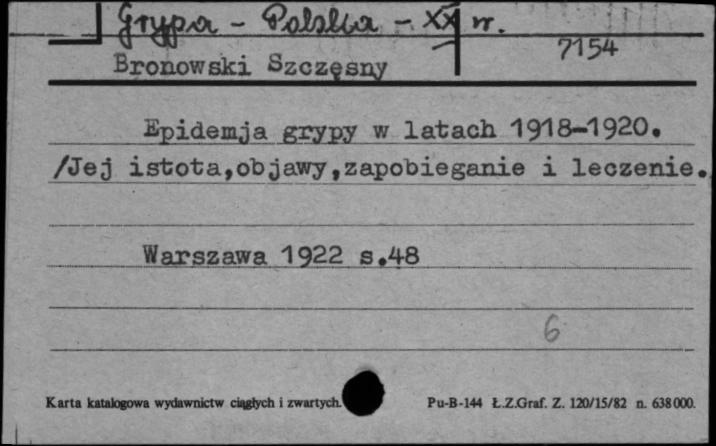 Grypa - Polska - XX w.
7154
Bronowski Szczęsny
Epidemja grypy w latach 1918-1920.
/Jej istota,objawy,zapobieganie i leczenie.
Warszawa 1922 s.48
6
Karta katalogowa wydawnictw ciągłych i zwartych.
Pu-B-144 Ł.Z.Graf. Z. 120/15/82 n. 638000.